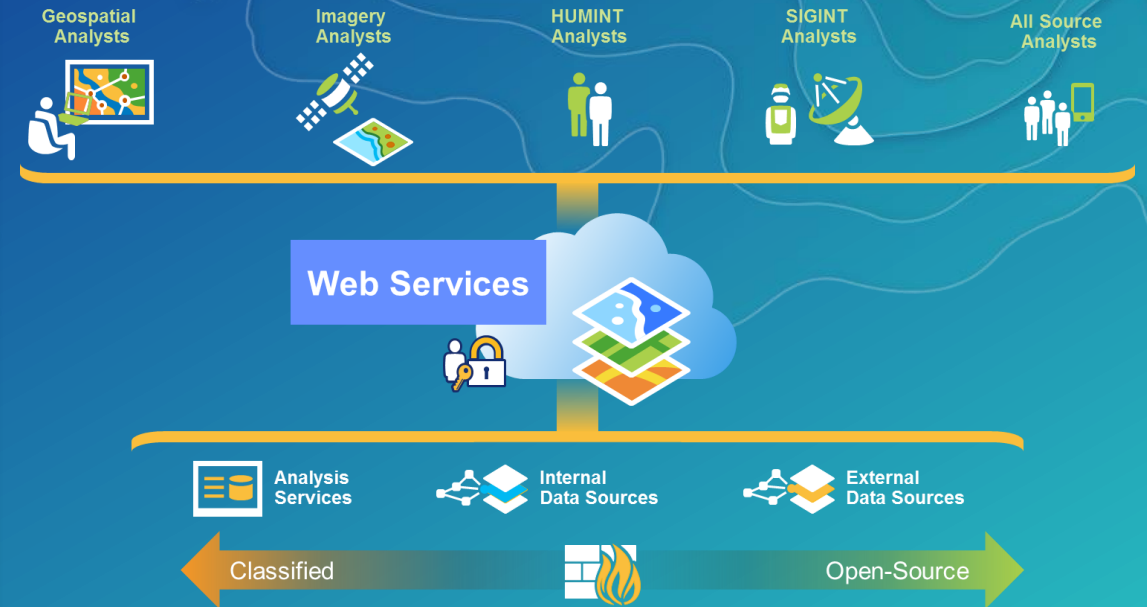 Geospatial
Analysts
Imagery
Analysts
HUMINT
Analysts
SIGINT
Analysts
All Source
Analysts
Web Services
Analysis
Services
Internal
Data Sources
External
Data Sources
Classified
Open-Source